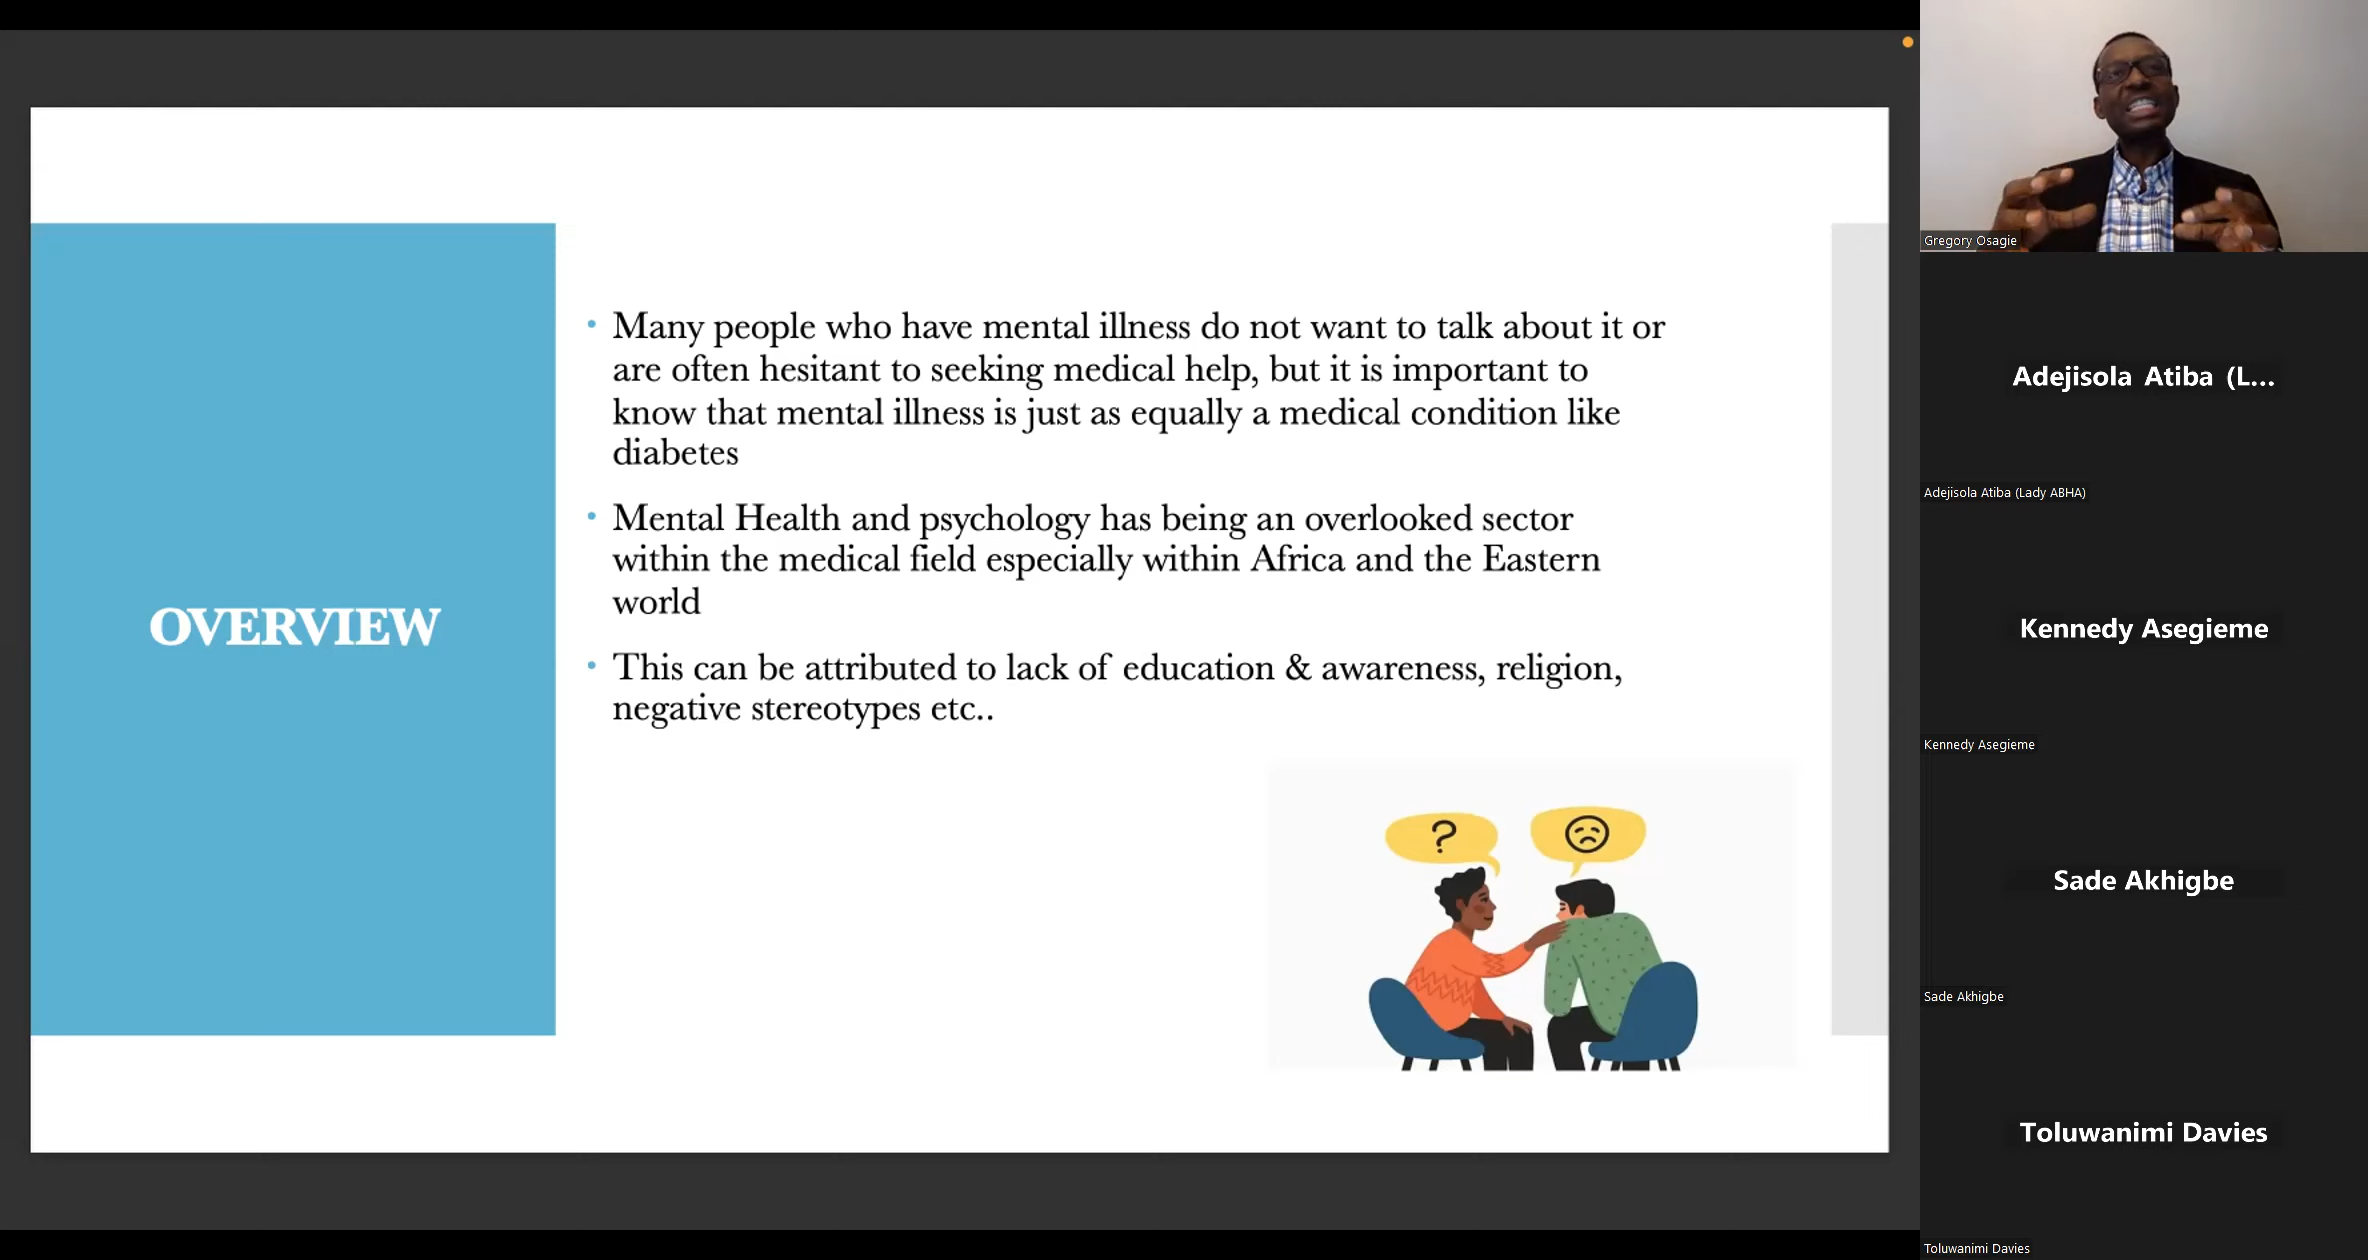 OVERVIEW
• Many people who have mental illness do not want to talk about it or
are often hesitant to seeking medical help, but it is important to
know that mental illness is just as equally a medical condition like
diabetes
• Mental Health and psychology has being an overlooked sector
within the medical field especially within Africa and the Eastern
world
• This can be attributed to lack of education & awareness, religion,
negative stereotypes etc..
?
Gregory Osagie
Adejisola Atiba (L...
Adejisola Atiba (Lady ABHA)
Kennedy Asegieme
Kennedy Asegieme
Sade Akhigbe
Sade Akhigbe
Toluwanimi Davies
Toluwanimi Davies